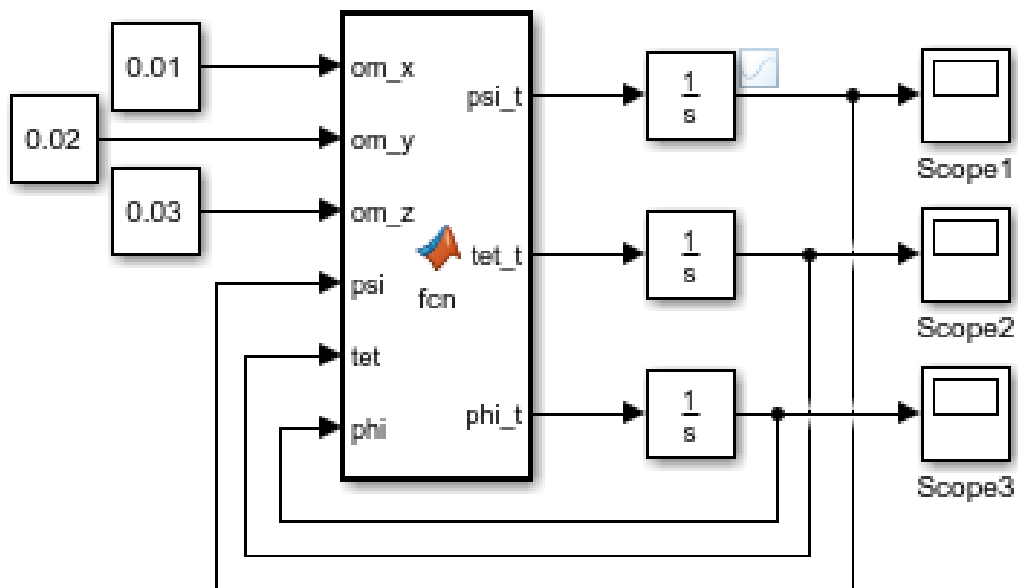 0.01
0.02
0.03
om_x
om_y
om_z
psi
tet
phi
fcn
psi_t
tet_t
phi_t
1
s
1
s
1
s
Scope1
Scope2
Scope3